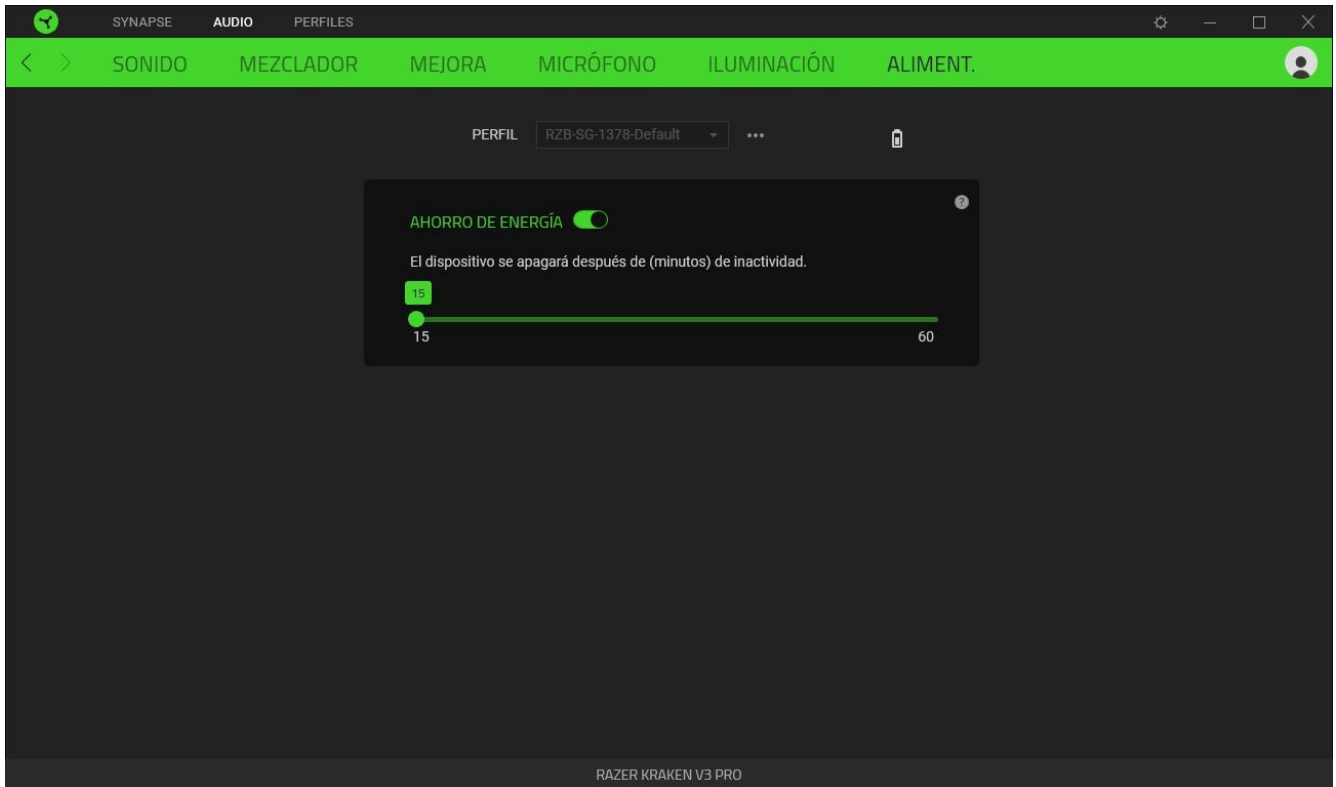 SYNAPSE AUDIO PERFILES
SONIDO MEZCLADOR MEJORA MICRÓFONO ILUMINACIÓN ALIMENT.
PERFIL RZB-SG-1378-Default
?
AHORRO DE ENERGÍA
El dispositivo se apagará después de (minutos) de inactividad.
15
15 60
RAZER KRAKEN V3 PRO